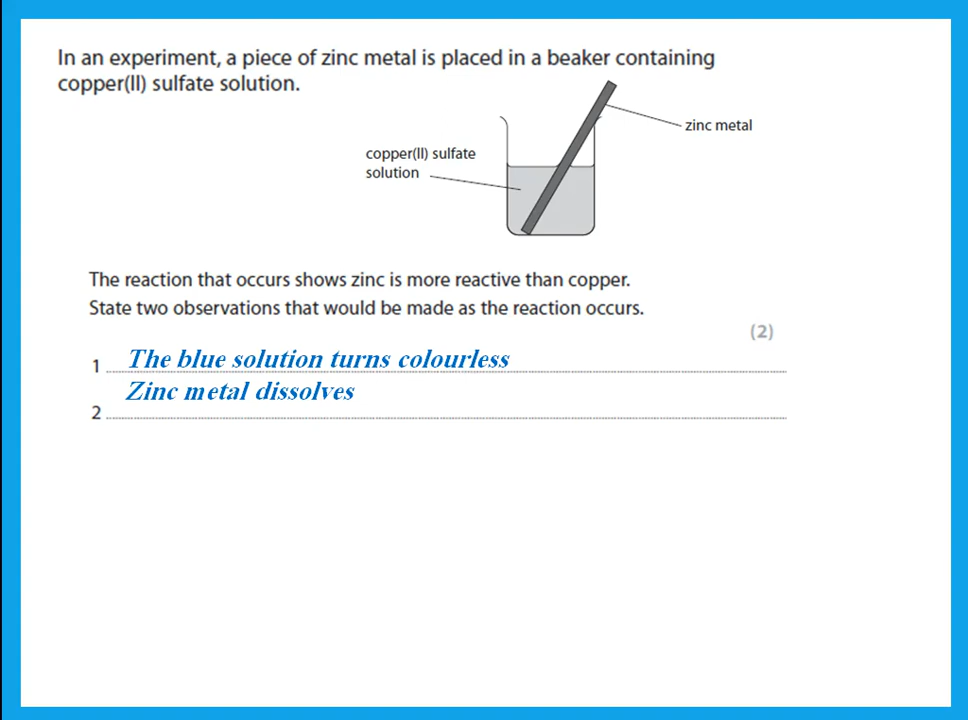 In an experiment, a piece of zinc metal is placed in a beaker containing
copper(II) sulfate solution.
zinc metal
copper(II) sulfate
solution
The reaction that occurs shows zinc is more reactive than copper.
State two observations that would be made as the reaction occurs.
(2)
1 The blue solution turns colourless
Zinc metal dissolves
2